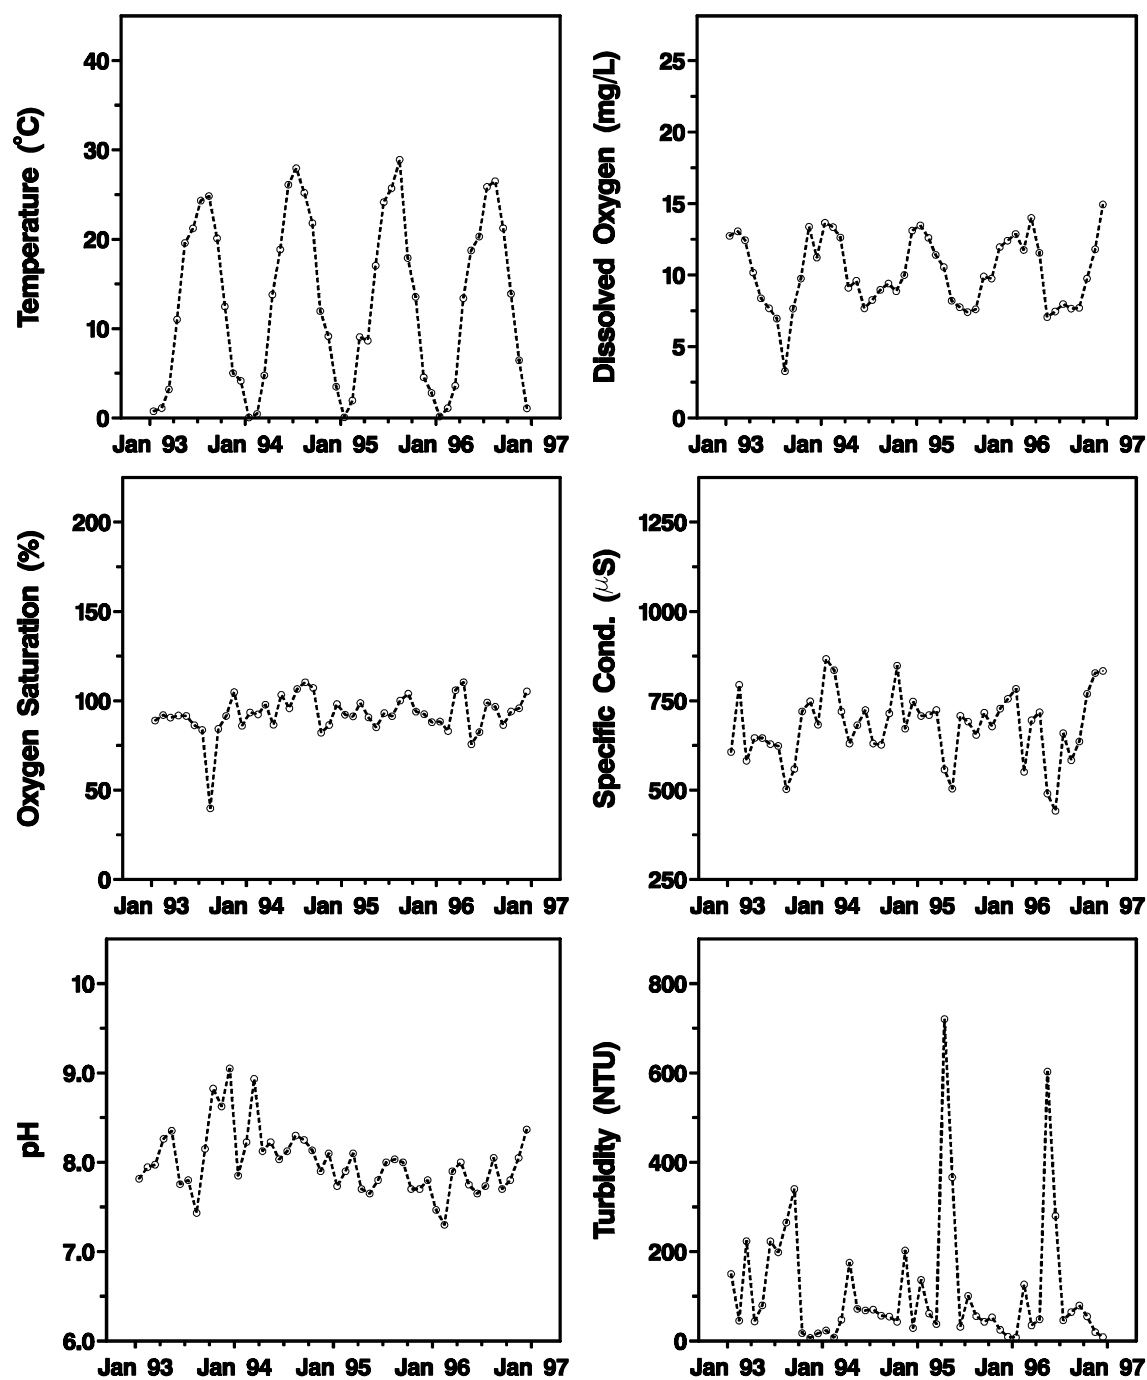 Temperature (°C)
40
30
20
10
0
Jan 93 Jan 94 Jan 95 Jan 96 Jan 97
Dissolved Oxygen (mg/L)
25
20
15
10
5
0
Jan 93 Jan 94 Jan 95 Jan 96 Jan 97
Oxygen Saturation (%)
200
150
100
50
0
Jan 93 Jan 94 Jan 95 Jan 96 Jan 97
Specific Cond. (μS)
1250
1000
750
500
250
Jan 93 Jan 94 Jan 95 Jan 96 Jan 97
pH
10
9.0
8.0
7.0
6.0
Jan 93 Jan 94 Jan 95 Jan 96 Jan 97
Turbidity (NTU)
800
600
400
200
0
Jan 93 Jan 94 Jan 95 Jan 96 Jan 97